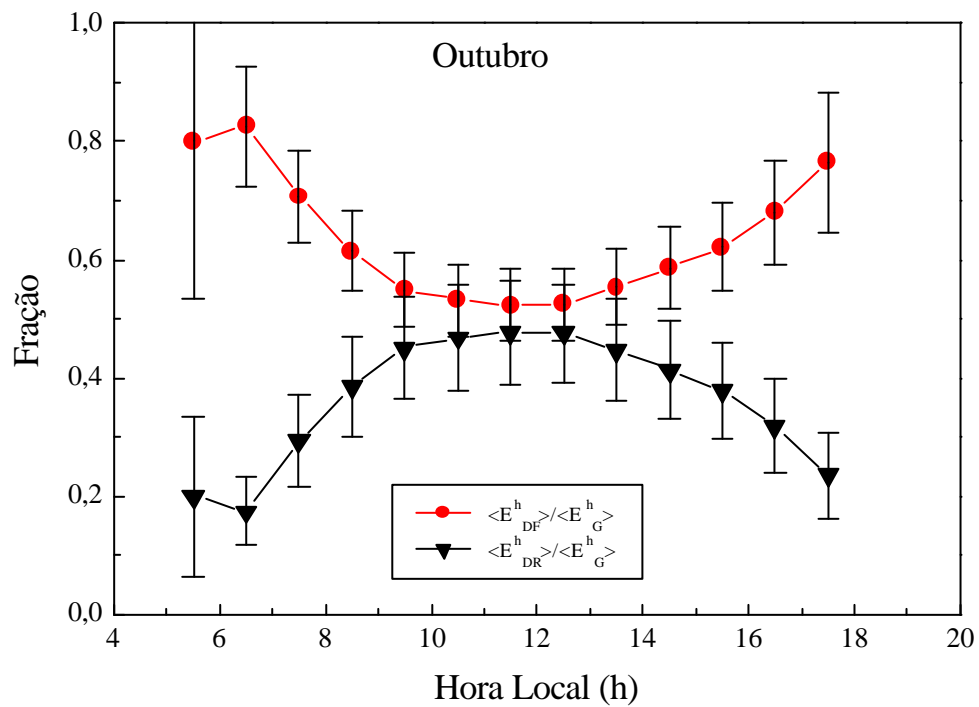 Outubro
1,0
0,8
0,6
0,4
0,2
0,0
Fração
<E^h_DF>/<E^h_G>
<E^h_DR>/<E^h_G>
4 6 8 10 12 14 16 18 20
Hora Local (h)